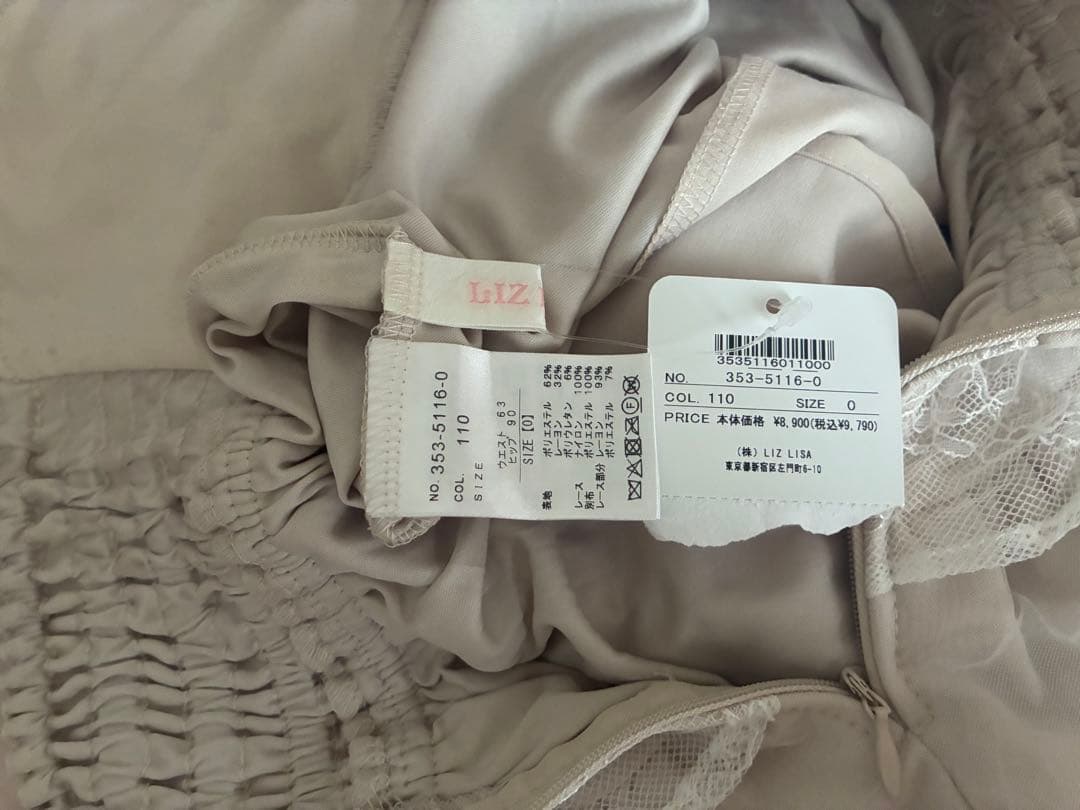 LIZ
NO. 353-5116-0
COL. 110
SIZE
ウエスト 63
ヒップ 90
SIZE [0]
表地 ポリエステル 62%
レーヨン 32%
ポリウレタン 6%
レース ナイロン 100%
別布 ポリエステル 100%
レース部分 レーヨン 93%
ポリエステル 7%
3535116011000
NO. 353-5116-0
COL. 110 SIZE 0
PRICE 本体価格 ¥8,900(税込¥9,790)
(株) LIZ LISA
東京都新宿区左門町6-10